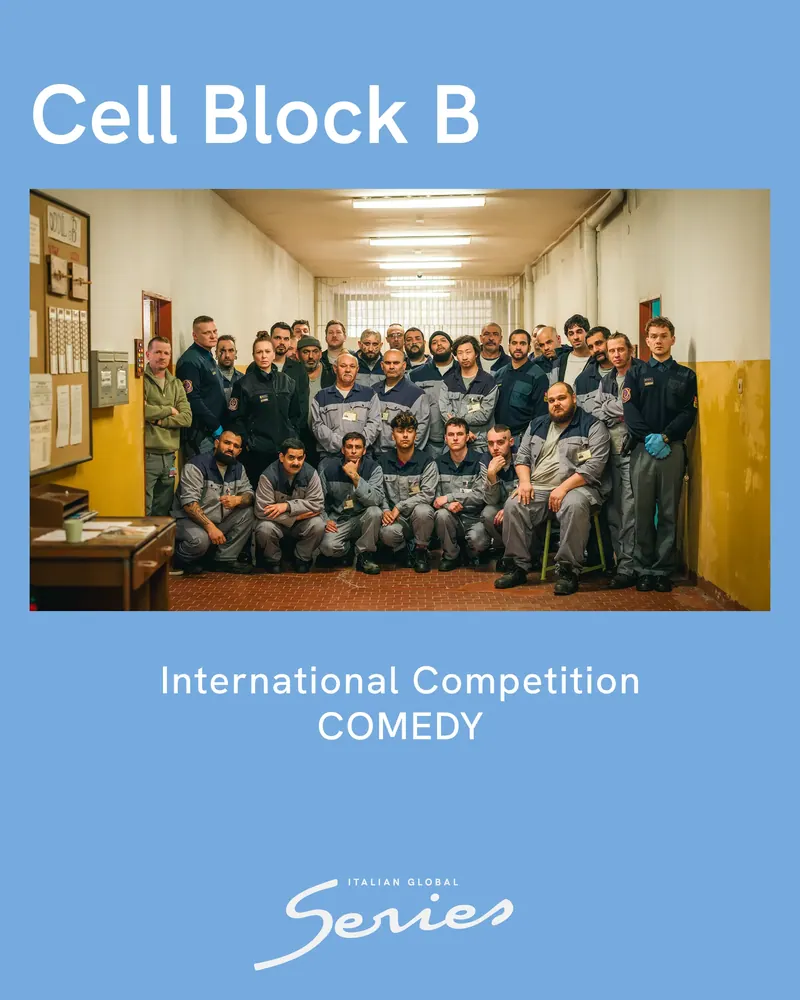 Cell Block B
International Competition
COMEDY
ITALIAN GLOBAL
Series